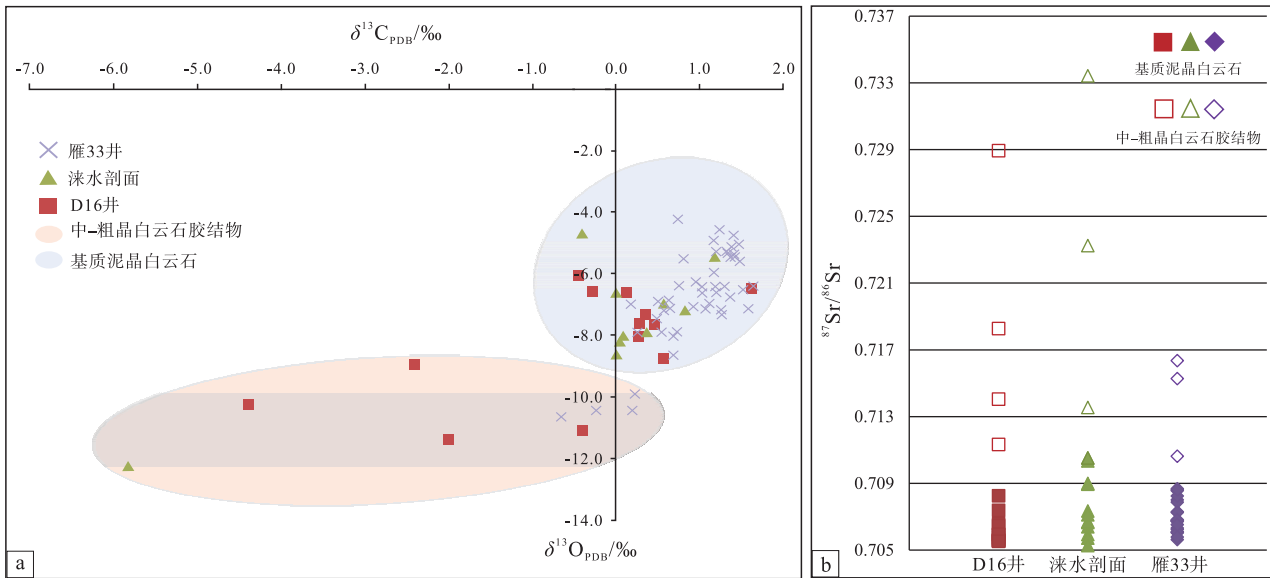 δ¹³C_PDB/‰
-7.0 -6.0 -5.0 -4.0 -3.0 -2.0 -1.0 0.0 1.0 2.0
雁33井
涞水剖面
D16井
中–粗晶白云石胶结物
基质泥晶白云石
-2.0
-4.0
-6.0
-8.0
-10.0
-12.0
-14.0
δ¹³O_PDB/‰
a
⁸⁷Sr/⁸⁶Sr
0.737
0.733
0.729
0.725
0.721
0.717
0.713
0.709
0.705
基质泥晶白云石
中–粗晶白云石胶结物
D16井 涞水剖面 雁33井
b